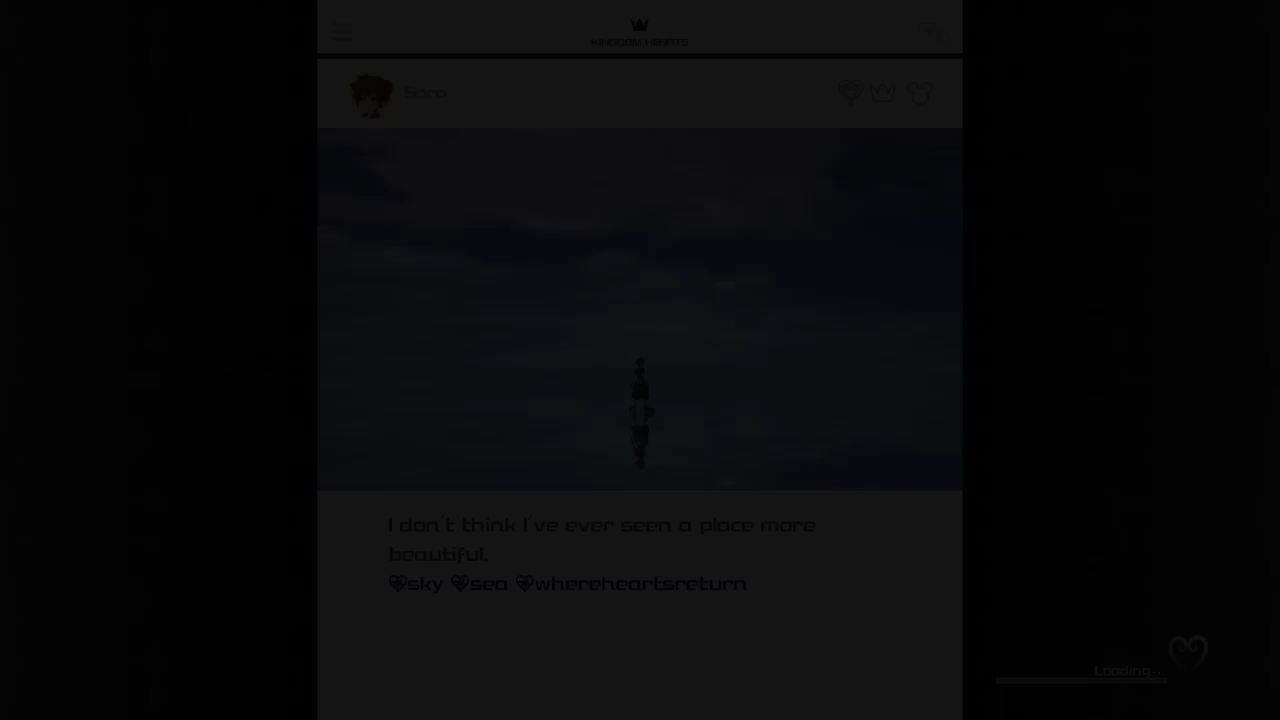 KINGDOM HEARTS
Sora
I don't think I've ever seen a place more
beautiful.
sky sea whereheartsreturn
Loading...